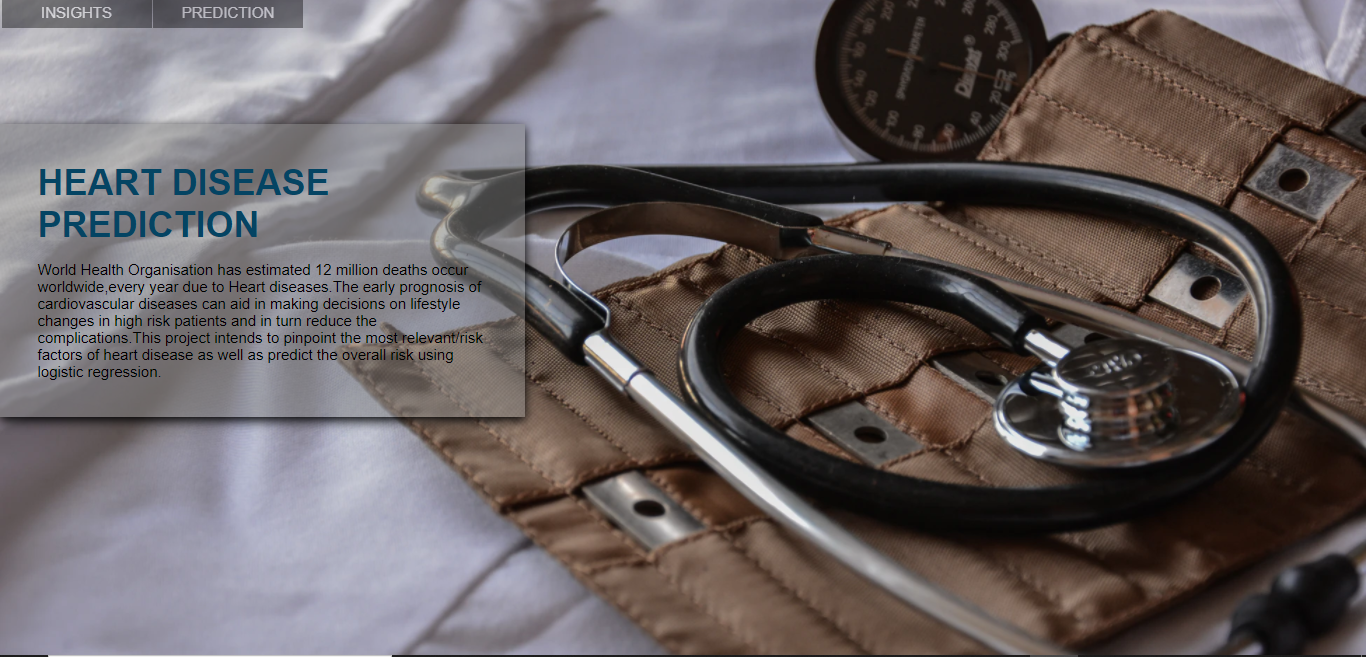 INSIGHTS
PREDICTION
HEART DISEASE
PREDICTION
World Health Organisation has estimated 12 million deaths occur
worldwide,every year due to Heart diseases.The early prognosis of
cardiovascular diseases can aid in making decisions on lifestyle
changes in high risk patients and in turn reduce the
complications.This project intends to pinpoint the most relevant/risk
factors of heart disease as well as predict the overall risk using
logistic regression.